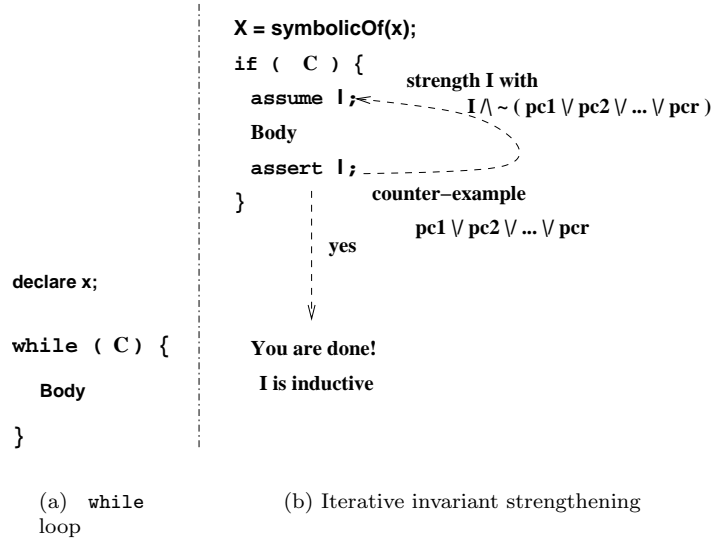 declare x;
while ( C ) {
Body
}
(a) while
loop
X = symbolicOf(x);
if ( C ) {
strength I with
assume I;
I /\ ~ ( pc1 \/ pc2 \/ ... \/ pcr )
Body
assert I;
counter−example
}
pc1 \/ pc2 \/ ... \/ pcr
yes
You are done!
I is inductive
(b) Iterative invariant strengthening